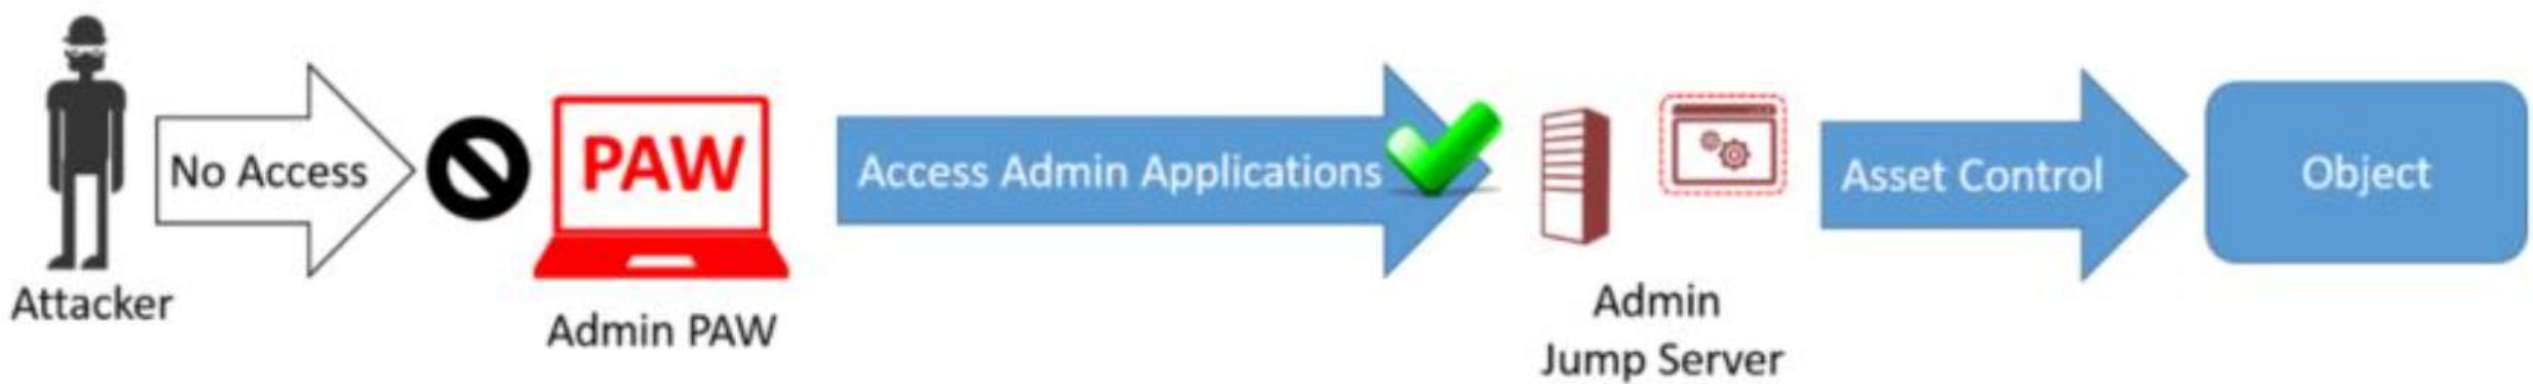 No Access
PAW
Access Admin Applications
Asset Control
Object
Attacker
Admin PAW
Admin
Jump Server